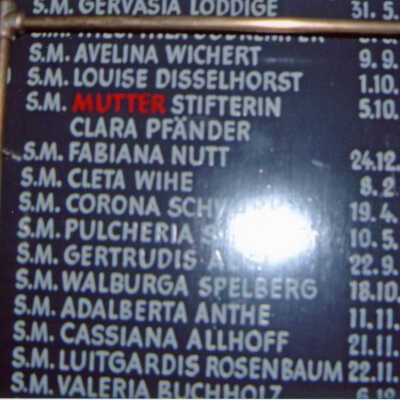 S.M. GERVASIA LÖDDIGE 31. 5.
S.M. AVELINA WICHERT 9. 9.
S.M. LOUISE DISSELHORST 1.10.
S.M. MUTTER STIFTERIN 5.10.
CLARA PFÄNDER
S.M. FABIANA NUTT 24.12.
S.M. CLETA WIHE 8. 2.
S.M. CORONA 19. 4.
S.M. PULCHERIA 10. 5.
S.M. GERTRUDIS 22. 9.
S.M. WALBURGA SPELBERG 18.10.
S.M. ADALBERTA ANTHE 11.11.
S.M. CASSIANA ALLHOFF 21.11.
S.M. LUITGARDIS ROSENBAUM 22.11.
S.M. VALERIA BUCHHOLZ